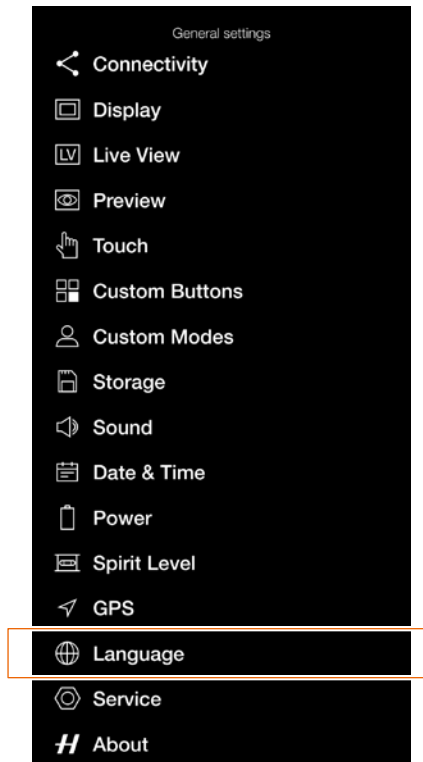 General settings
Connectivity
Display
LV Live View
Preview
Touch
Custom Buttons
Custom Modes
Storage
Sound
Date & Time
Power
Spirit Level
GPS
Language
Service
H About